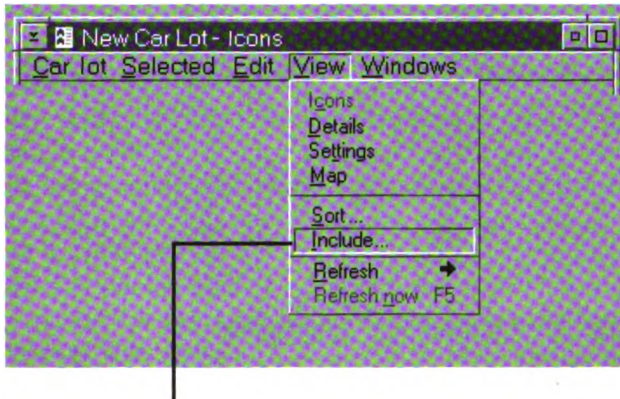 New Car Lot - Icons
Car lot Selected Edit View Windows
Icons
Details
Settings
Map
Sort...
Include...
Refresh
Refresh now F5